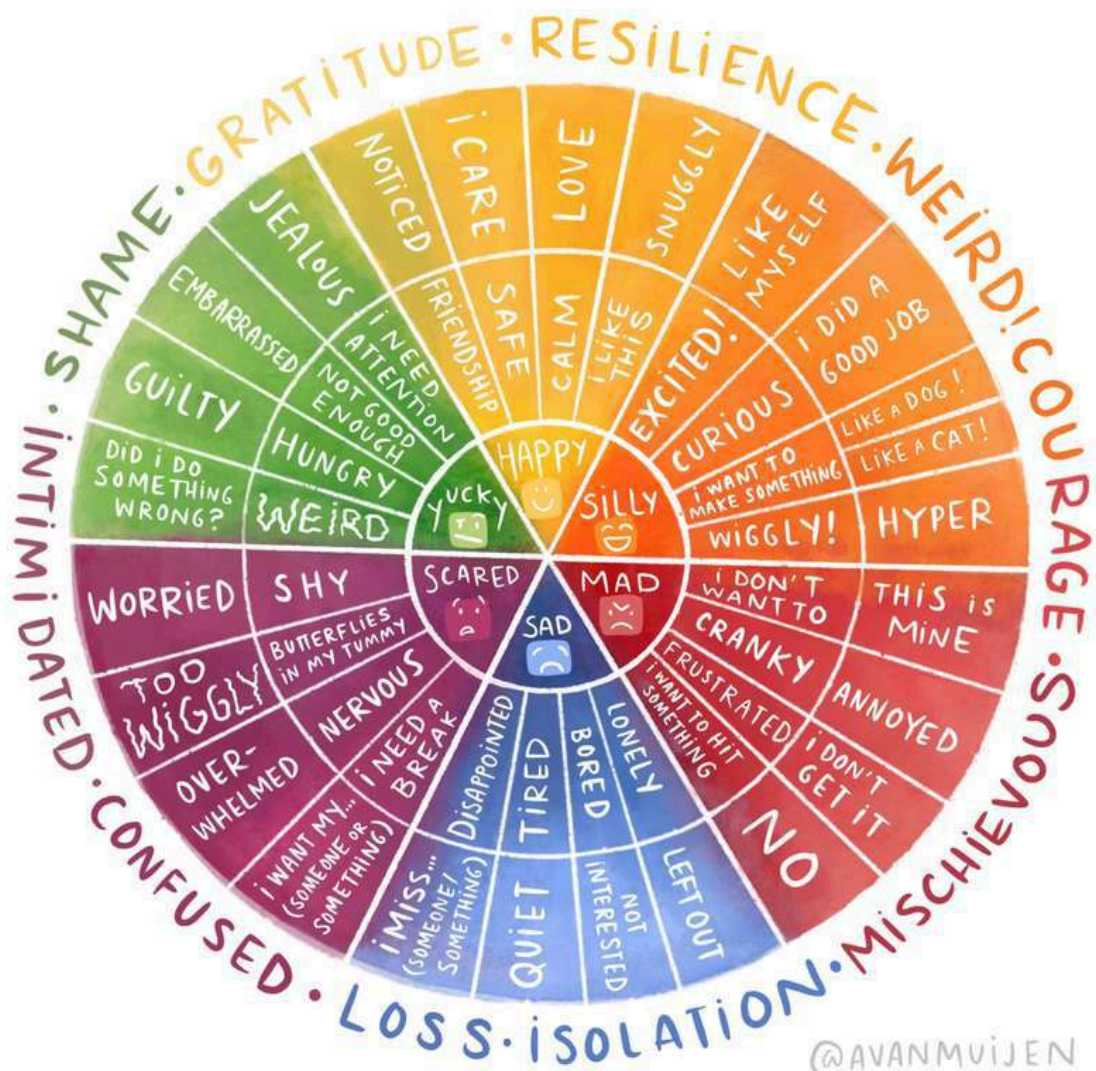 GRATITUDE · RESiLiENCE · WEiRD! COURAGE · MiSCHiEVOUS · iSOLATiON · LOSS · CONFUSED · iNTiMiDATED · SHAME ·
HAPPY
FRiENDSHiP
SAFE
CALM
i LiKE
THiS
NOTiCED
i CARE
LOVE
SNUGGLY
SiLLY
EXCiTED!
CURiOUS
i WANT TO
MAKE SOMETHiNG
WiGGLY!
LiKE
MYSELF
i DiD A
GOOD JOB
LiKE A DOG!
LiKE A CAT!
HYPER
MAD
i DON'T
WANT TO
CRANKY
FRUSTRATED
i WANT TO HiT
SOMETHiNG
THiS iS
MiNE
ANNOYED
i DON'T
GET iT
NO
SAD
LONELY
BORED
TiRED
DiSAPPOiNTED
LEFT OUT
NOT
iNTERESTED
QUiET
i MiSS...
(SOMEONE/
SOMETHiNG)
SCARED
i NEED A
BREAK
NERVOUS
BUTTERFLiES
iN MY TUMMY
SHY
i WANT MY...
(SOMEONE OR
SOMETHiNG)
OVER-
WHELMED
TOO
WiGGLY
WORRiED
yUCKY
WEiRD
HUNGRY
NOT GOOD
ENOUGH
i NEED
ATTENTiON
DiD i DO
SOMETHiNG
WRONG?
GUiLTY
EMBARRASSED
JEALOUS
@AVANMUiJEN